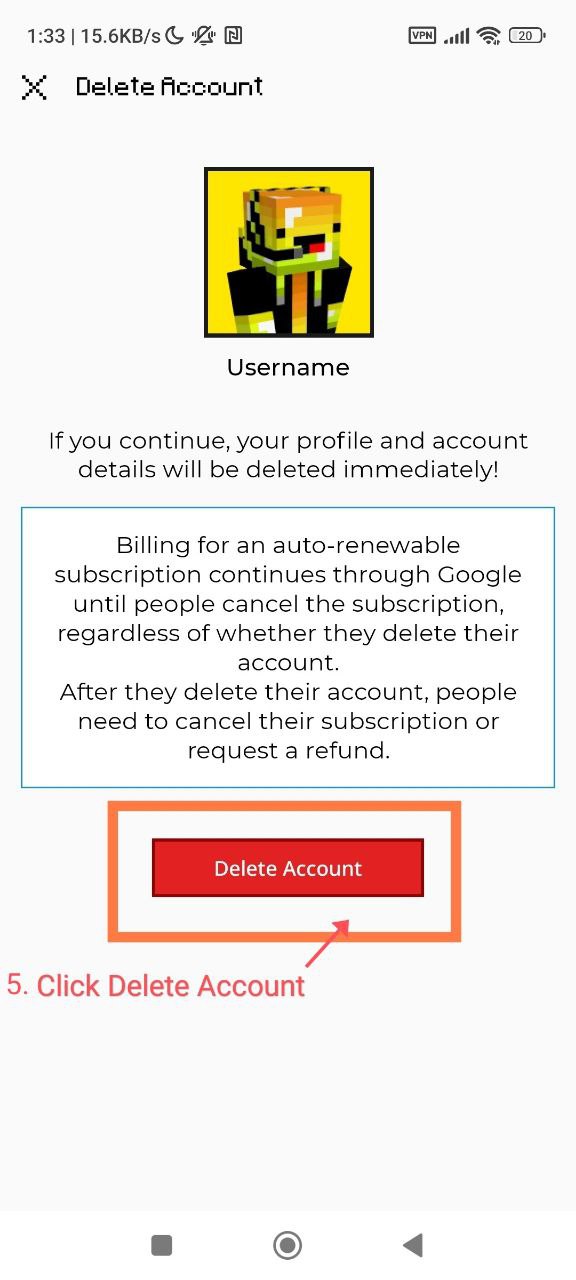 1:33 | 15.6KB/s VPN 20
Delete Account
Username
If you continue, your profile and account
details will be deleted immediately!
Billing for an auto-renewable
subscription continues through Google
until people cancel the subscription,
regardless of whether they delete their
account.
After they delete their account, people
need to cancel their subscription or
request a refund.
Delete Account
5. Click Delete Account